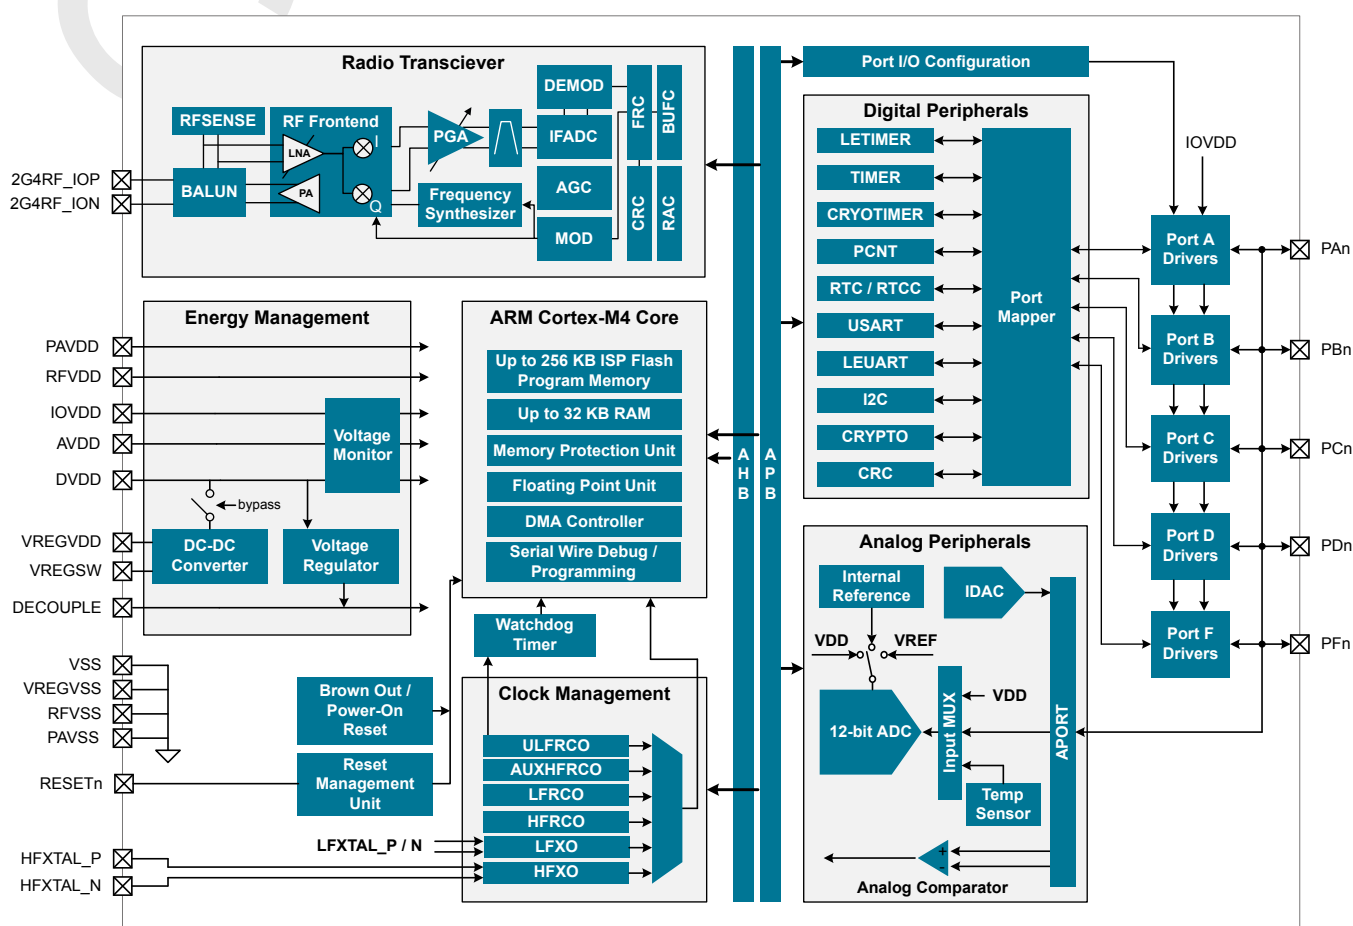 Radio Transciever
RFSENSE
RF Frontend
LNA
I
PA
Q
BALUN
PGA
DEMOD
IFADC
AGC
MOD
Frequency
Synthesizer
FRC
BUFC
CRC
RAC
2G4RF_IOP
2G4RF_ION
Energy Management
PAVDD
RFVDD
IOVDD
AVDD
DVDD
VREGVDD
VREGSW
DECOUPLE
Voltage
Monitor
bypass
DC-DC
Converter
Voltage
Regulator
VSS
VREGVSS
RFVSS
PAVSS
RESETn
HFXTAL_P
HFXTAL_N
Brown Out /
Power-On
Reset
Reset
Management
Unit
LFXTAL_P / N
ARM Cortex-M4 Core
Up to 256 KB ISP Flash
Program Memory
Up to 32 KB RAM
Memory Protection Unit
Floating Point Unit
DMA Controller
Serial Wire Debug /
Programming
Watchdog
Timer
Clock Management
ULFRCO
AUXHFRCO
LFRCO
HFRCO
LFXO
HFXO
A
H
B
A
P
B
Port I/O Configuration
Digital Peripherals
LETIMER
TIMER
CRYOTIMER
PCNT
RTC / RTCC
USART
LEUART
I2C
CRYPTO
CRC
Port
Mapper
Analog Peripherals
Internal
Reference
IDAC
VDD
VREF
12-bit ADC
Input MUX
VDD
Temp
Sensor
APORT
+
-
Analog Comparator
IOVDD
Port A
Drivers
Port B
Drivers
Port C
Drivers
Port D
Drivers
Port F
Drivers
PAn
PBn
PCn
PDn
PFn